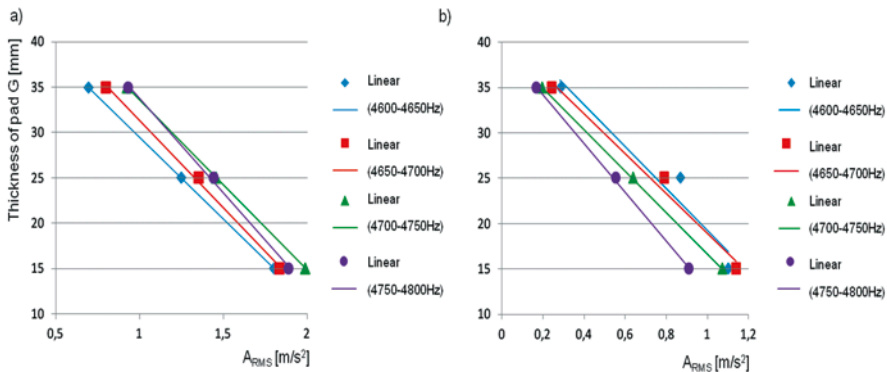 a)
Thickness of pad G [mm]
40
35
30
25
20
15
10
0,5
1
1,5
2
A_RMS [m/s²]
Linear
(4600-4650Hz)
Linear
(4650-4700Hz)
Linear
(4700-4750Hz)
Linear
(4750-4800Hz)
b)
40
35
30
25
20
15
10
0
0,2
0,4
0,6
0,8
1
1,2
A_RMS [m/s²]
Linear
(4600-4650Hz)
Linear
(4650-4700Hz)
Linear
(4700-4750Hz)
Linear
(4750-4800Hz)